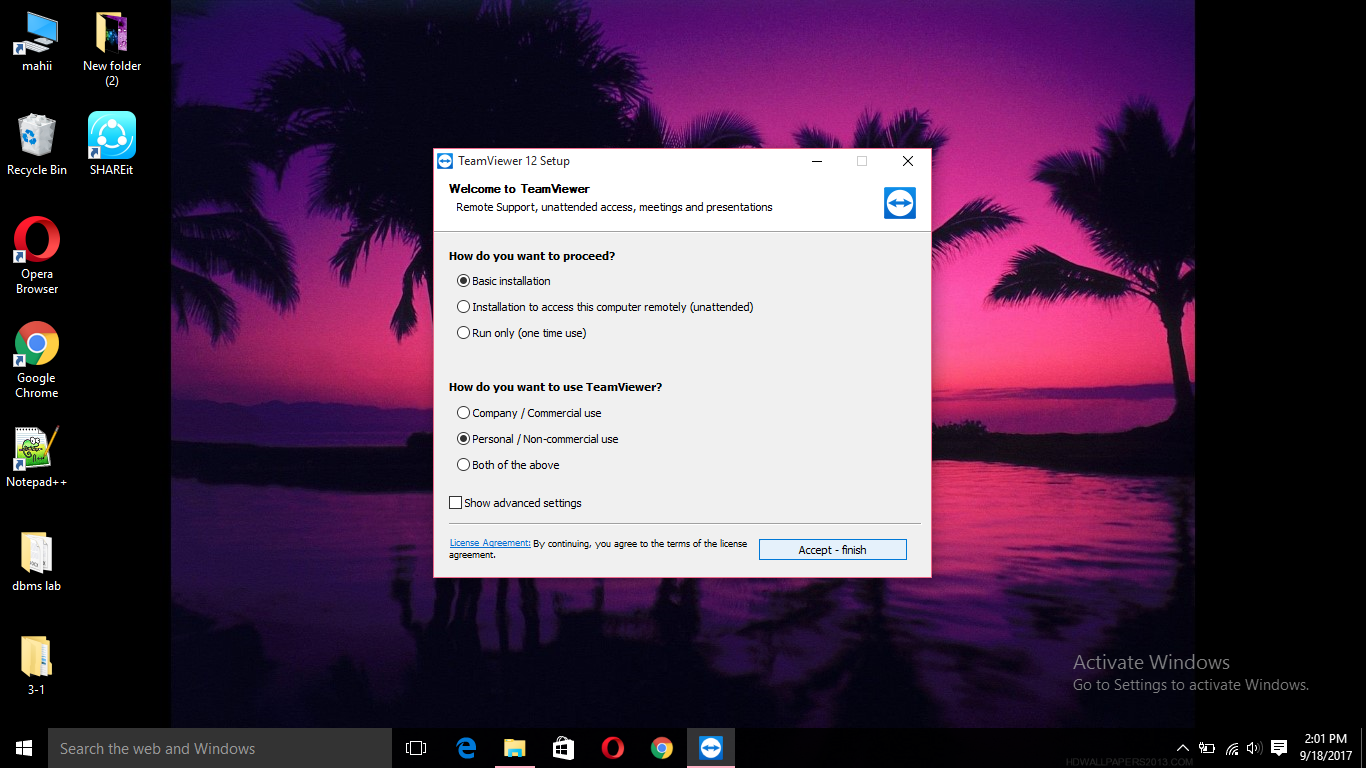 mahii
New folder
(2)
Recycle Bin
SHAREit
Opera
Browser
Google
Chrome
Notepad++
dbms lab
3-1
TeamViewer 12 Setup
Welcome to TeamViewer
Remote Support, unattended access, meetings and presentations
How do you want to proceed?
Basic installation
Installation to access this computer remotely (unattended)
Run only (one time use)
How do you want to use TeamViewer?
Company / Commercial use
Personal / Non-commercial use
Both of the above
Show advanced settings
License Agreement: By continuing, you agree to the terms of the license
agreement.
Accept - finish
Activate Windows
Go to Settings to activate Windows.
Search the web and Windows
2:01 PM
9/18/2017
HDWALLPAPERS2013.COM